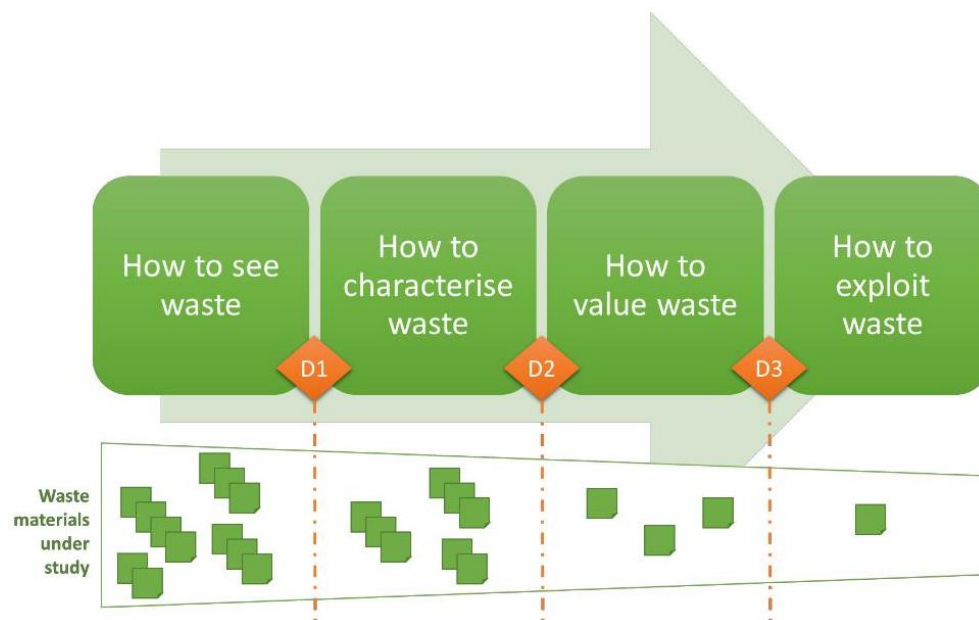 How to see
waste
How to
characterise
waste
How to
value waste
How to
exploit
waste
D1
D2
D3
Waste
materials
under
study